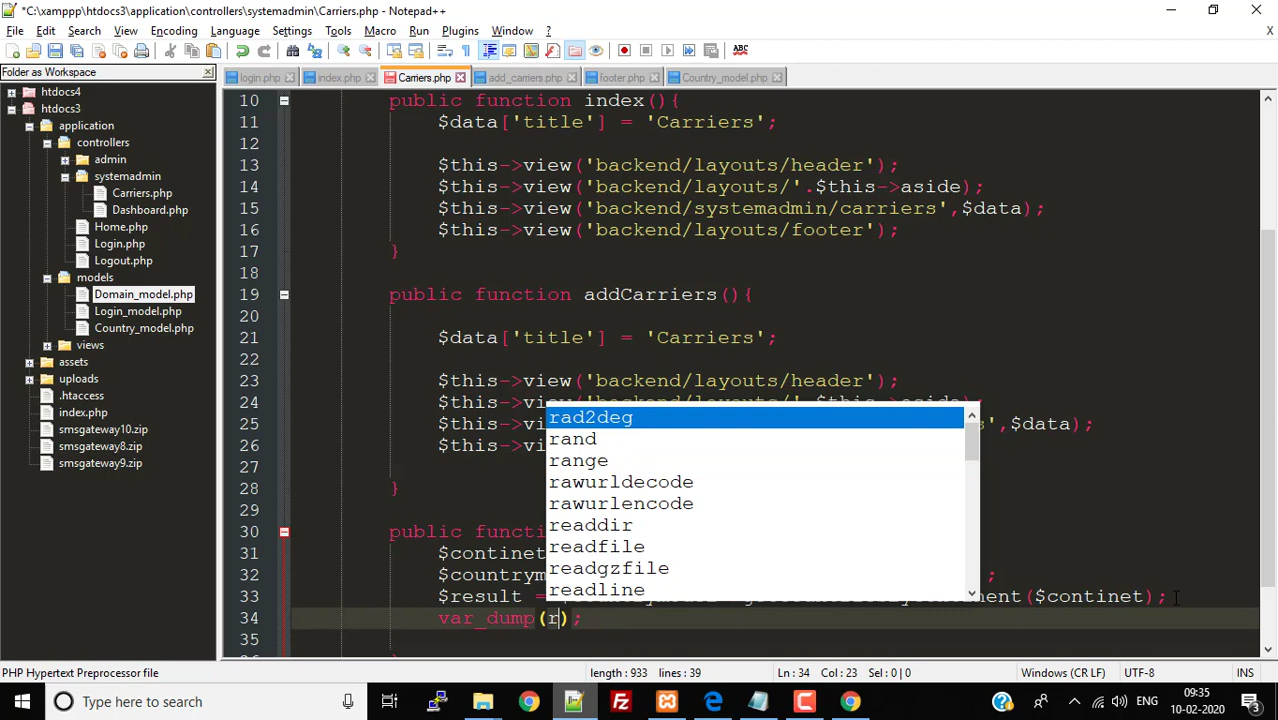 *C:\xamppp\htdocs3\application\controllers\systemadmin\Carriers.php - Notepad++
File Edit Search View Encoding Language Settings Tools Macro Run Plugins Window ? X
Folder as Workspace
login.php index.php Carriers.php add_carriers.php footer.php Country_model.php
htdocs4
htdocs3
application
controllers
admin
systemadmin
Carriers.php
Dashboard.php
Home.php
Login.php
Logout.php
models
Domain_model.php
Login_model.php
Country_model.php
views
assets
uploads
.htaccess
index.php
smsgateway10.zip
smsgateway8.zip
smsgateway9.zip
10 public function index(){
11 $data['title'] = 'Carriers';
12
13 $this->view('backend/layouts/header');
14 $this->view('backend/layouts/'.$this->aside);
15 $this->view('backend/systemadmin/carriers',$data);
16 $this->view('backend/layouts/footer');
17 }
18
19 public function addCarriers(){
20
21 $data['title'] = 'Carriers';
22
23 $this->view('backend/layouts/header');
24 $this->view
25 $this->vi ',$data);
26 $this->vi
27
28 }
29
30 public functi
31 $continet
32 $countrym ;
33 $result = ($continet);
34 var_dump(r);
35
rad2deg
rand
range
rawurldecode
rawurlencode
readdir
readfile
readgzfile
readline
PHP Hypertext Preprocessor file length : 933 lines : 39 Ln : 34 Col : 23 Sel : 0 | 0 Windows (CR LF) UTF-8 INS
Type here to search
ENG
09:35
10-02-2020
3